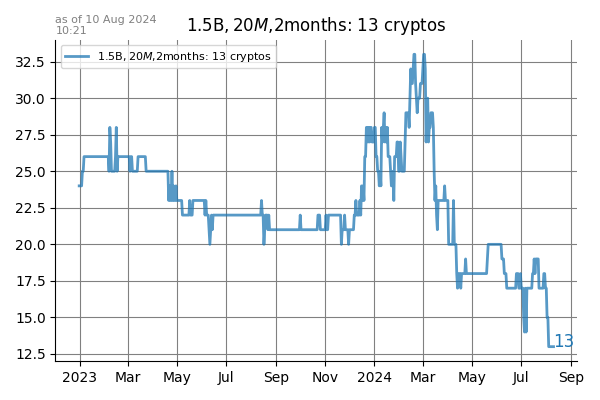 as of 10 Aug 2024
10:21
1.5B, 20M,2months: 13 cryptos
1.5B, 20M,2months: 13 cryptos
32.5
30.0
27.5
25.0
22.5
20.0
17.5
15.0
12.5
13
2023 Mar May Jul Sep Nov 2024 Mar May Jul Sep